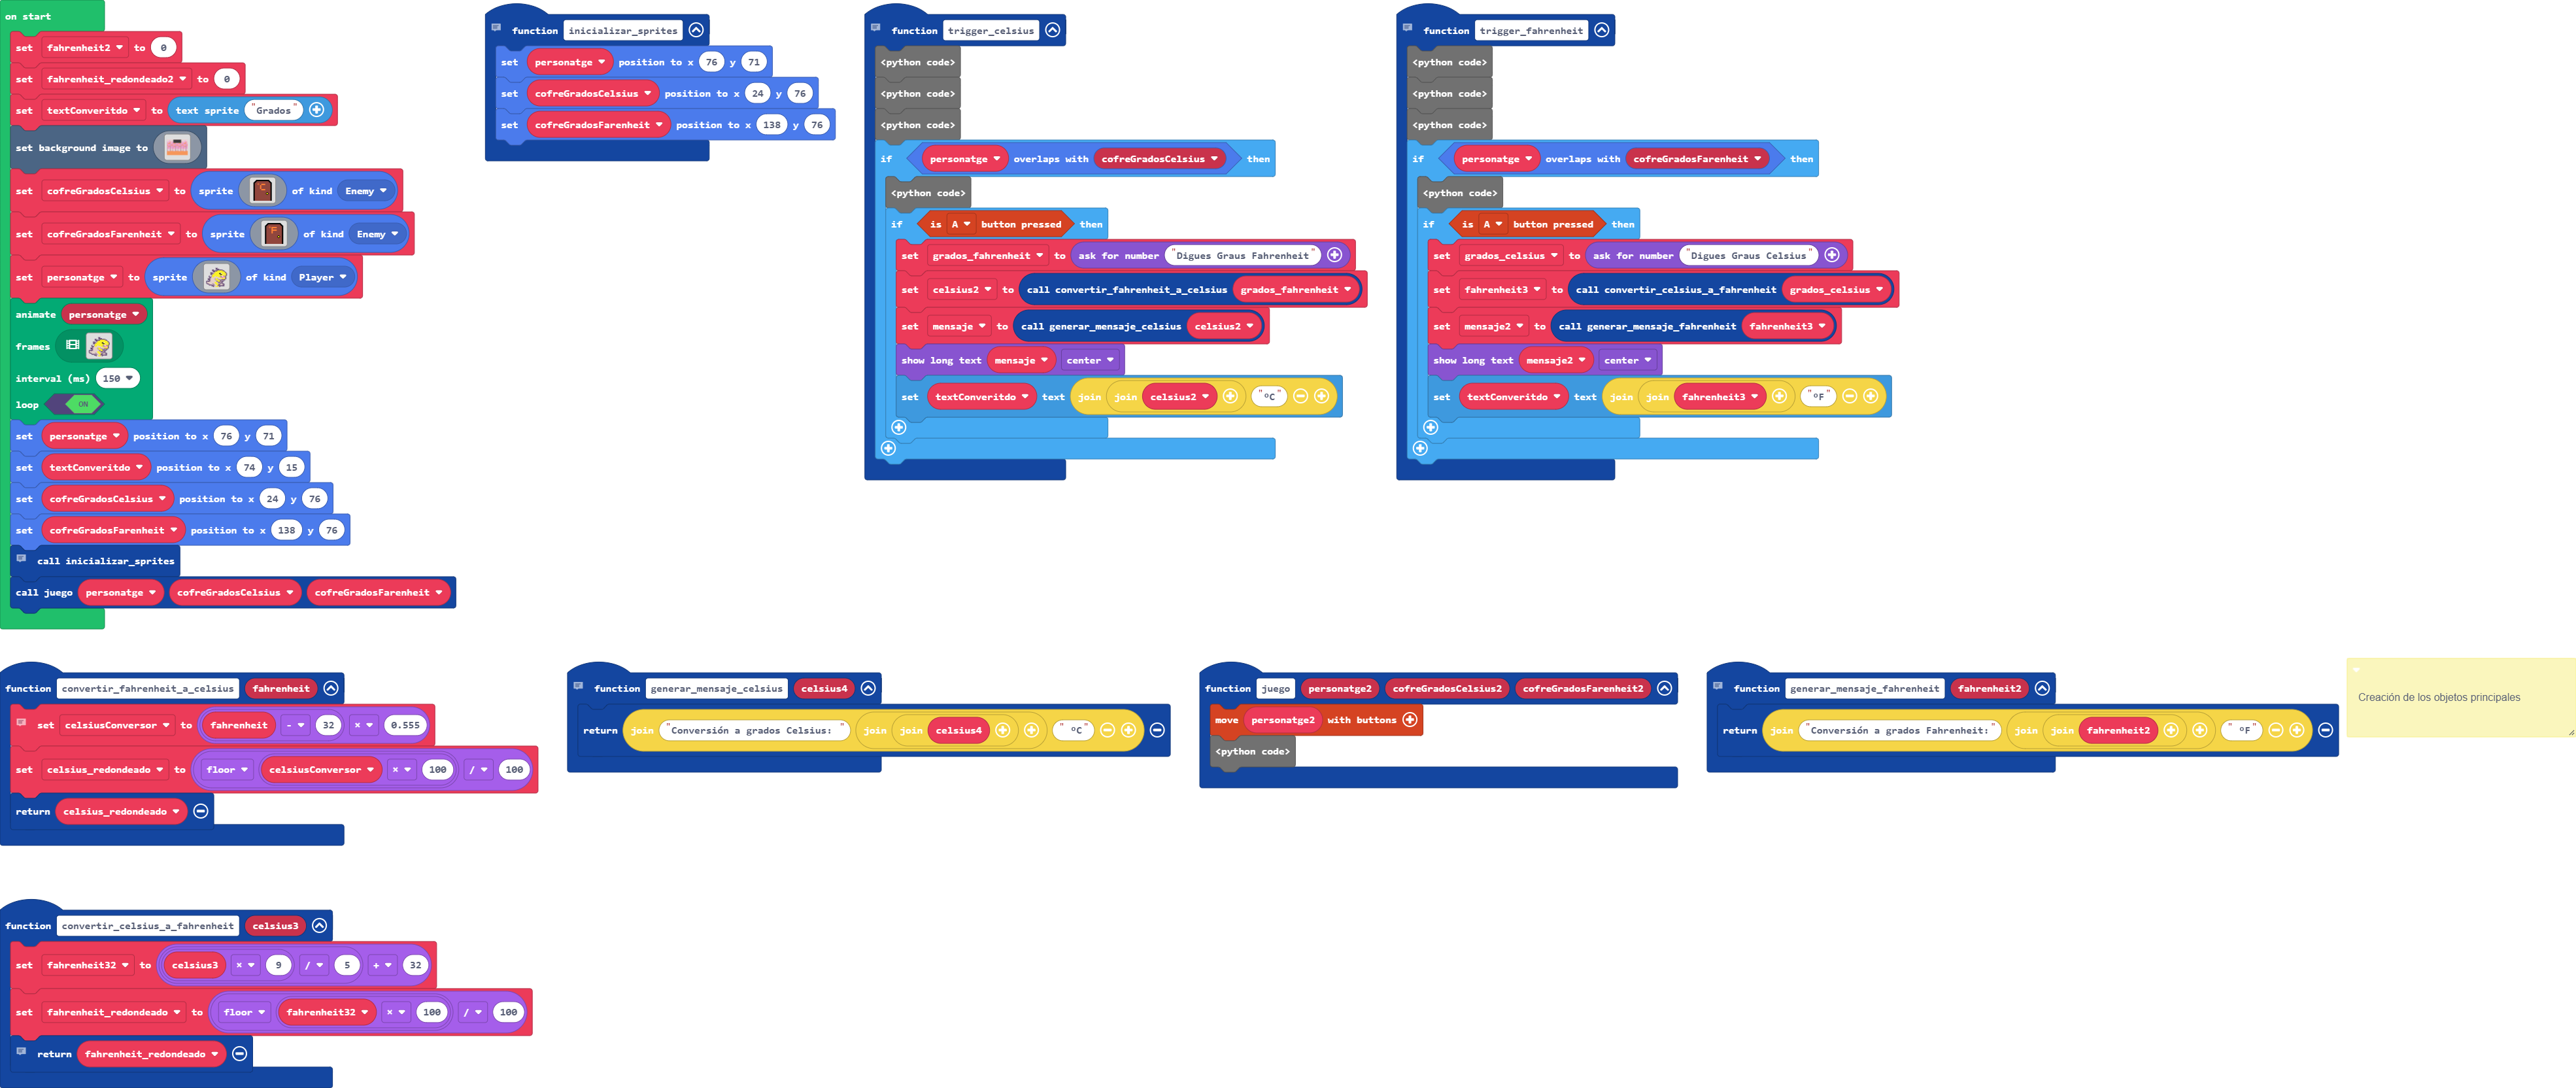 on start
set fahrenheit2 to 0
set fahrenheit_redondeado2 to 0
set textConveritdo to text sprite "Grados"
set background image to
set cofreGradosCelsius to sprite C of kind Enemy
set cofreGradosFarenheit to sprite F of kind Enemy
set personatge to sprite of kind Player
animate personatge
frames
interval (ms) 150
loop ON
set personatge position to x 76 y 71
set textConveritdo position to x 74 y 15
set cofreGradosCelsius position to x 24 y 76
set cofreGradosFarenheit position to x 138 y 76
call inicializar_sprites
call juego personatge cofreGradosCelsius cofreGradosFarenheit
function inicializar_sprites
set personatge position to x 76 y 71
set cofreGradosCelsius position to x 24 y 76
set cofreGradosFarenheit position to x 138 y 76
function trigger_celsius
<python code>
<python code>
<python code>
if personatge overlaps with cofreGradosCelsius then
<python code>
if is A button pressed then
set grados_fahrenheit to ask for number "Digues Graus Fahrenheit"
set celsius2 to call convertir_fahrenheit_a_celsius grados_fahrenheit
set mensaje to call generar_mensaje_celsius celsius2
show long text mensaje center
set textConveritdo text join join celsius2 "ºC"
function trigger_fahrenheit
<python code>
<python code>
<python code>
if personatge overlaps with cofreGradosFarenheit then
<python code>
if is A button pressed then
set grados_celsius to ask for number "Digues Graus Celsius"
set fahrenheit3 to call convertir_celsius_a_fahrenheit grados_celsius
set mensaje2 to call generar_mensaje_fahrenheit fahrenheit3
show long text mensaje2 center
set textConveritdo text join join fahrenheit3 "ºF"
function convertir_fahrenheit_a_celsius fahrenheit
set celsiusConversor to fahrenheit - 32 × 0.555
set celsius_redondeado to floor celsiusConversor × 100 / 100
return celsius_redondeado
function generar_mensaje_celsius celsius4
return join "Conversión a grados Celsius: " join join celsius4 " ºC"
function juego personatge2 cofreGradosCelsius2 cofreGradosFarenheit2
move personatge2 with buttons
<python code>
function generar_mensaje_fahrenheit fahrenheit2
return join "Conversión a grados Fahrenheit: " join join fahrenheit2 " ºF"
Creación de los objetos principales
function convertir_celsius_a_fahrenheit celsius3
set fahrenheit32 to celsius3 × 9 / 5 + 32
set fahrenheit_redondeado to floor fahrenheit32 × 100 / 100
return fahrenheit_redondeado